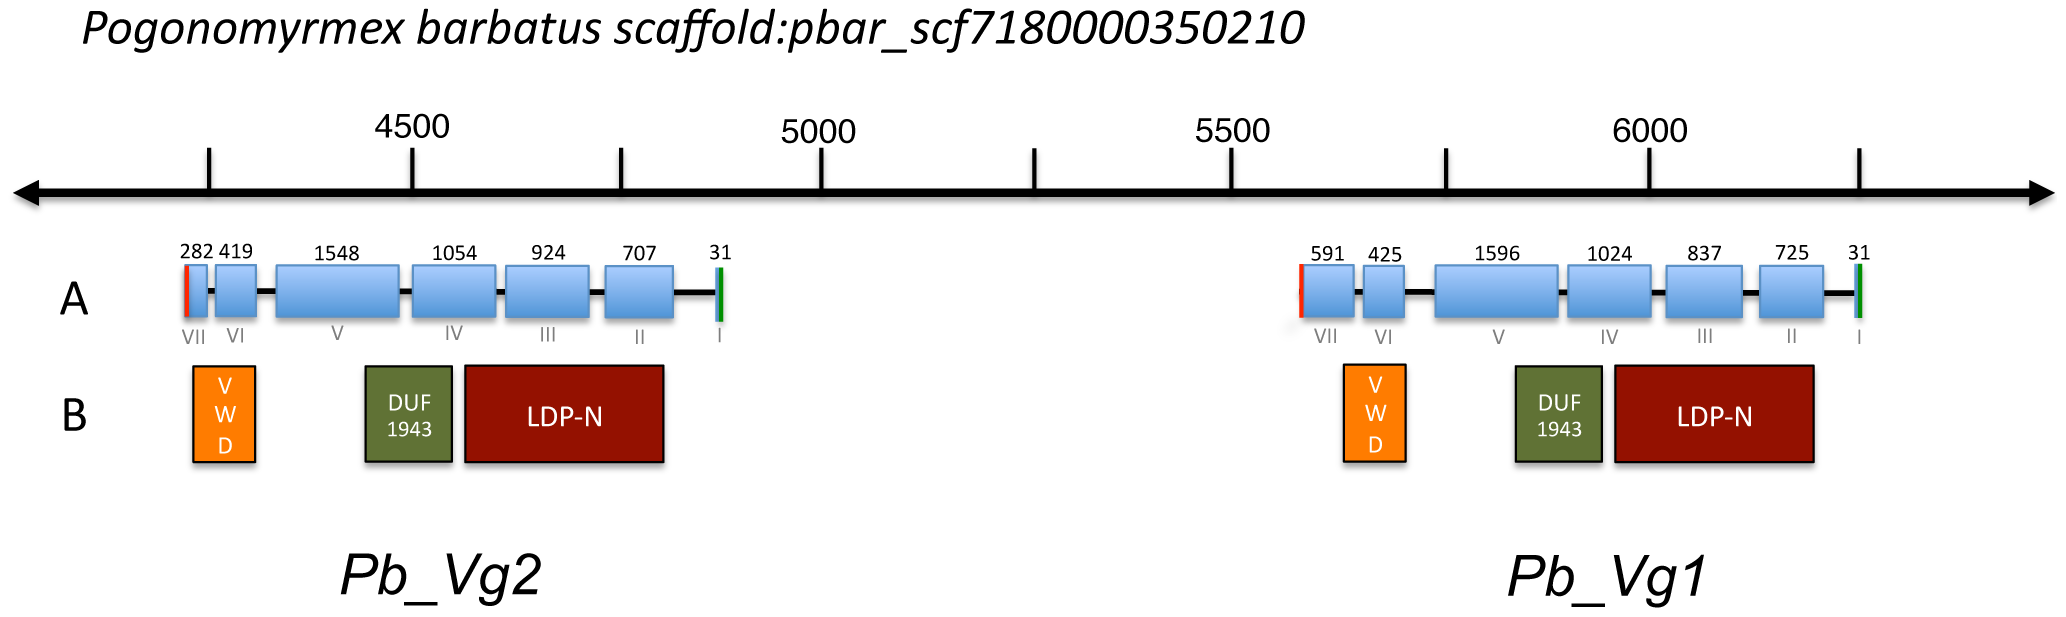 Pogonomyrmex barbatus scaffold:pbar_scf7180000350210
4500 5000 5500 6000
A
282 419 1548 1054 924 707 31
VII VI V IV III II I
591 425 1596 1024 837 725 31
VII VI V IV III II I
B
V
W
D
DUF
1943
LDP-N
V
W
D
DUF
1943
LDP-N
Pb_Vg2
Pb_Vg1